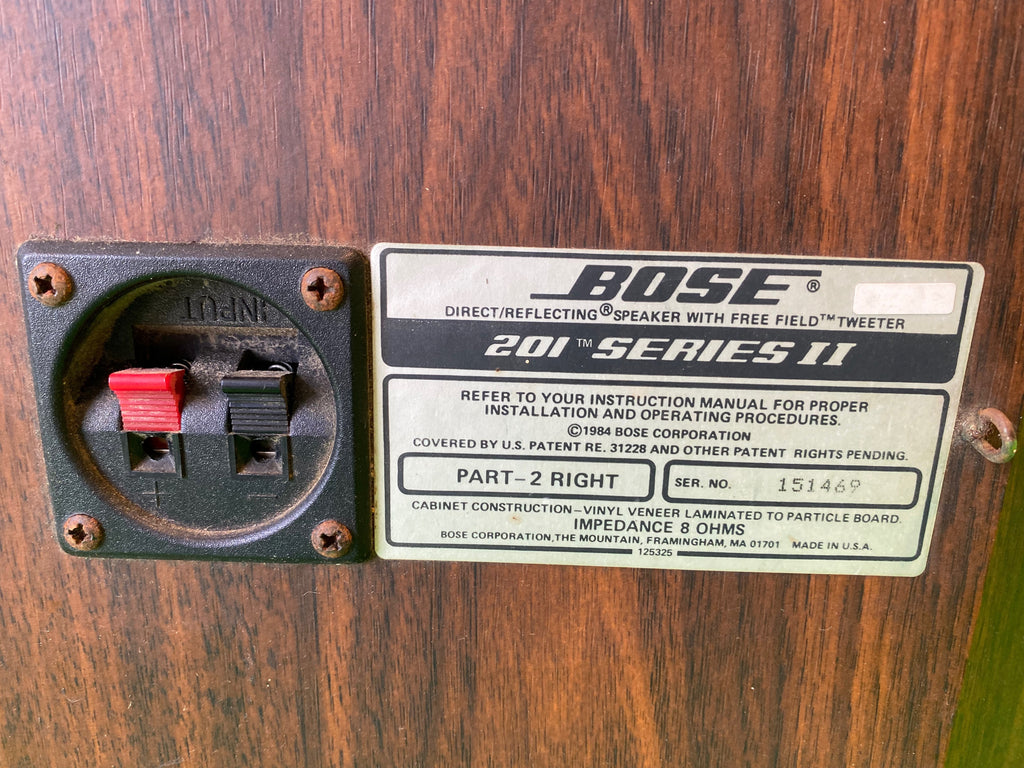 INPUT
+ -
BOSE ®
DIRECT/REFLECTING® SPEAKER WITH FREE FIELD™ TWEETER
201™ SERIES II
REFER TO YOUR INSTRUCTION MANUAL FOR PROPER
INSTALLATION AND OPERATING PROCEDURES.
©1984 BOSE CORPORATION
COVERED BY U.S. PATENT RE. 31228 AND OTHER PATENT RIGHTS PENDING.
PART-2 RIGHT
SER. NO. 151469
CABINET CONSTRUCTION-VINYL VENEER LAMINATED TO PARTICLE BOARD.
IMPEDANCE 8 OHMS
BOSE CORPORATION, THE MOUNTAIN, FRAMINGHAM, MA 01701 MADE IN U.S.A.
125325